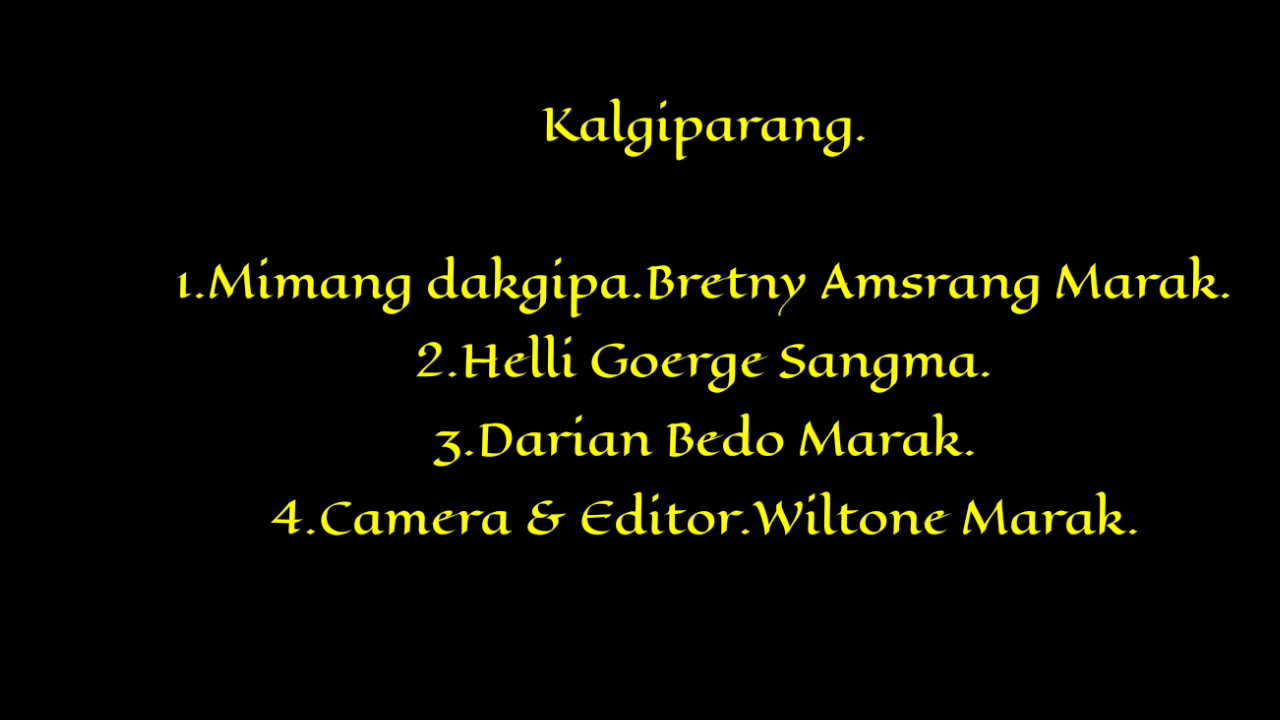 Kalgiparang.
1.Mimang dakgipa.Bretny Amsrang Marak.
2.Helli Goerge Sangma.
3.Darian Bedo Marak.
4.Camera & Editor.Wiltone Marak.